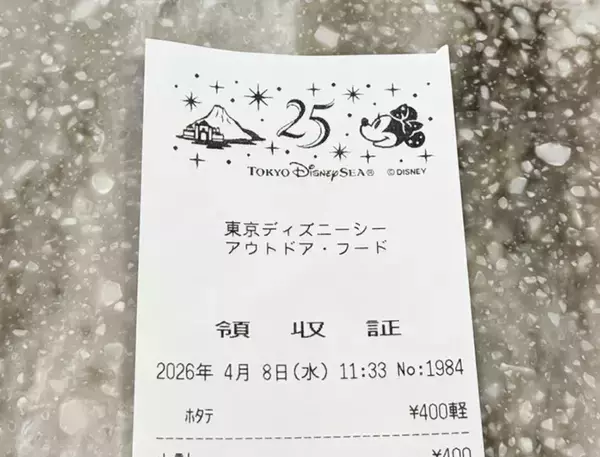 25
TOKYO DISNEYSEA® ©DISNEY
東京ディズニーシー
アウトドア・フード
領 収 証
2026年 4月 8日(水) 11:33 No:1984
ホタテ ¥400軽
¥400